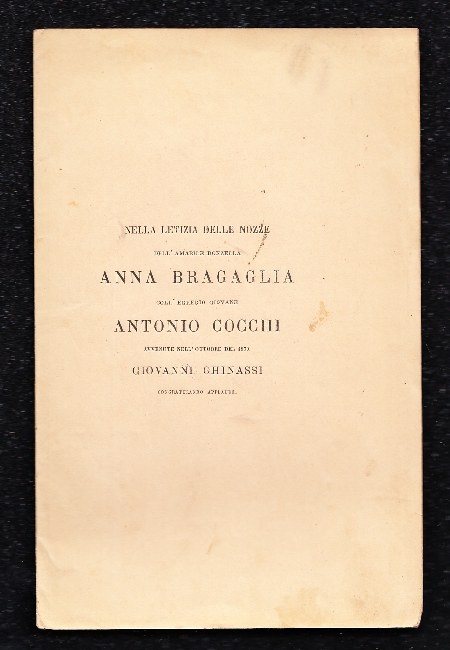 NELLA LETIZIA DELLE NOZZE
DELL' AMABILE DONZELLA
ANNA BRAGAGLIA
COLL' EGREGIO GIOVANE
ANTONIO COCCHI
AVVENUTE NELL' OTTOBRE DEL 1870
GIOVANNI GHINASSI
CONGRATULANDO APPLAUDE.